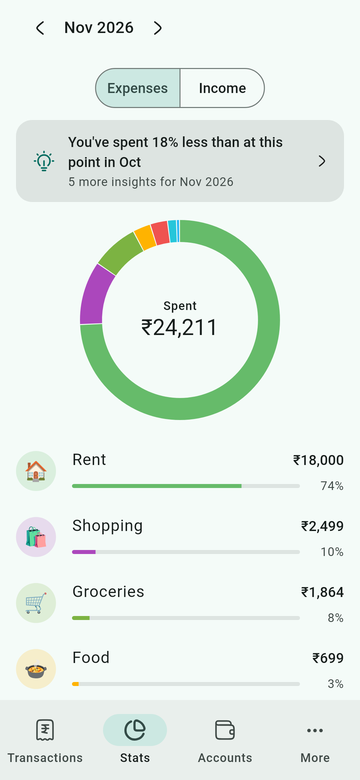 Nov 2026
Expenses
Income
You've spent 18% less than at this
point in Oct
5 more insights for Nov 2026
Spent
₹24,211
Rent
₹18,000
74%
Shopping
₹2,499
10%
Groceries
₹1,864
8%
Food
₹699
3%
Transactions
Stats
Accounts
More